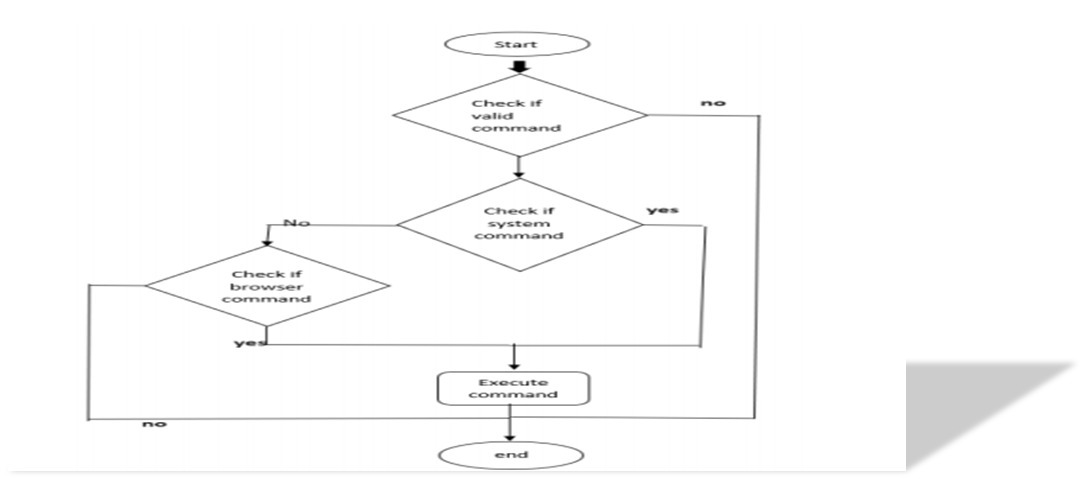 Start
Check if
valid
command
no
Check if
system
command
yes
No
Check if
browser
command
yes
Execute
command
no
end